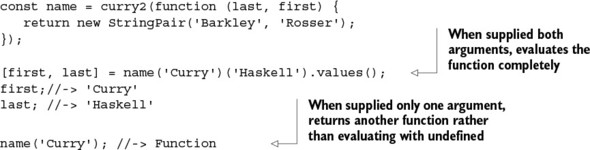 const name = curry2(function (last, first) {
return new StringPair('Barkley', 'Rosser');
});
When supplied both
arguments, evaluates the
function completely
[first, last] = name('Curry')('Haskell').values();
first;//-> 'Curry'
last; //-> 'Haskell'
When supplied only one argument,
returns another function rather
than evaluating with undefined
name('Curry'); //-> Function